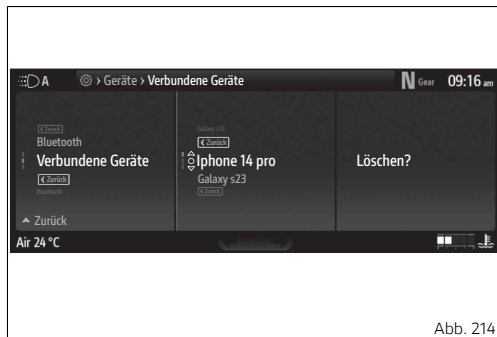 A
› Geräte › Verbundene Geräte
N Gear
09:16 am
< Zurück
Bluetooth
Verbundene Geräte
< Zurück
Bluetooth
Zurück
Galaxy s23
< Zurück
Iphone 14 pro
Galaxy s23
< Zurück
Löschen?
Air 24 °C
Abb. 214